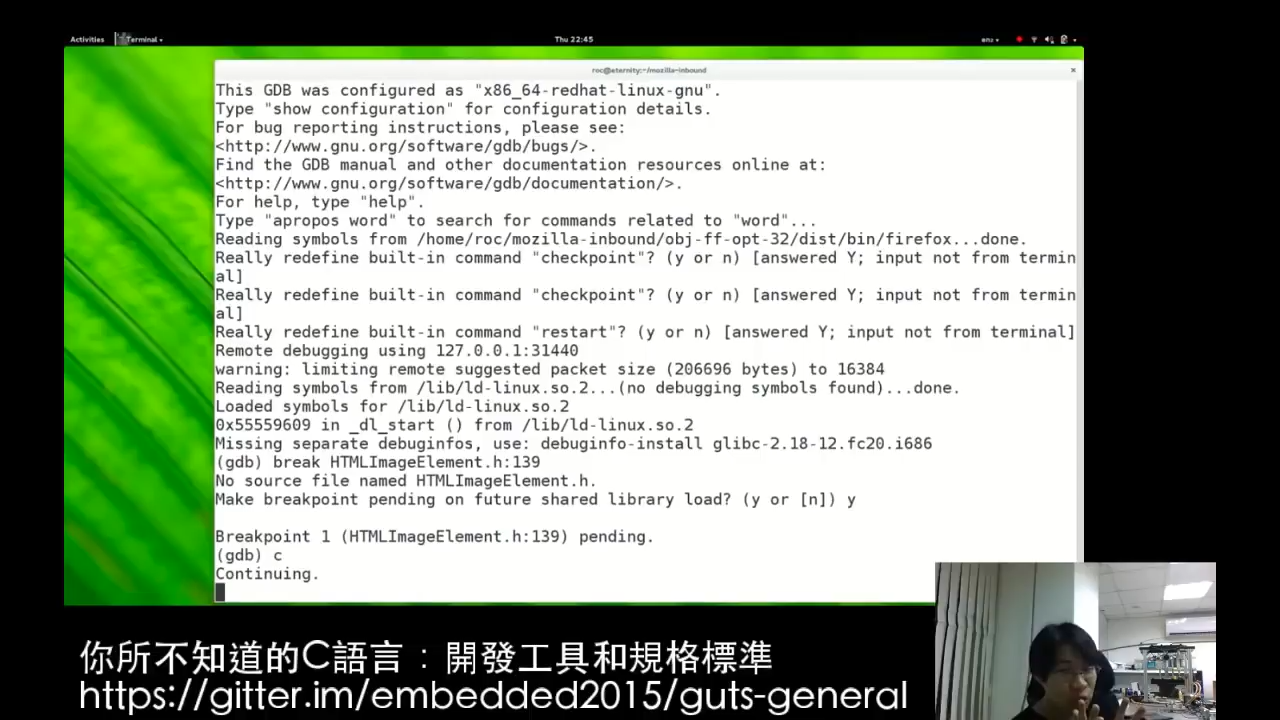 Activities
Terminal
Thu 22:45
en2
roc@eternity:~/mozilla-inbound
This GDB was configured as "x86_64-redhat-linux-gnu".
Type "show configuration" for configuration details.
For bug reporting instructions, please see:
<http://www.gnu.org/software/gdb/bugs/>.
Find the GDB manual and other documentation resources online at:
<http://www.gnu.org/software/gdb/documentation/>.
For help, type "help".
Type "apropos word" to search for commands related to "word"...
Reading symbols from /home/roc/mozilla-inbound/obj-ff-opt-32/dist/bin/firefox...done.
Really redefine built-in command "checkpoint"? (y or n) [answered Y; input not from termin
al]
Really redefine built-in command "checkpoint"? (y or n) [answered Y; input not from termin
al]
Really redefine built-in command "restart"? (y or n) [answered Y; input not from terminal]
Remote debugging using 127.0.0.1:31440
warning: limiting remote suggested packet size (206696 bytes) to 16384
Reading symbols from /lib/ld-linux.so.2...(no debugging symbols found)...done.
Loaded symbols for /lib/ld-linux.so.2
0x55559609 in _dl_start () from /lib/ld-linux.so.2
Missing separate debuginfos, use: debuginfo-install glibc-2.18-12.fc20.i686
(gdb) break HTMLImageElement.h:139
No source file named HTMLImageElement.h.
Make breakpoint pending on future shared library load? (y or [n]) y
Breakpoint 1 (HTMLImageElement.h:139) pending.
(gdb) c
Continuing.
你所不知道的C語言：開發工具和規格標準
https://gitter.im/embedded2015/guts-general